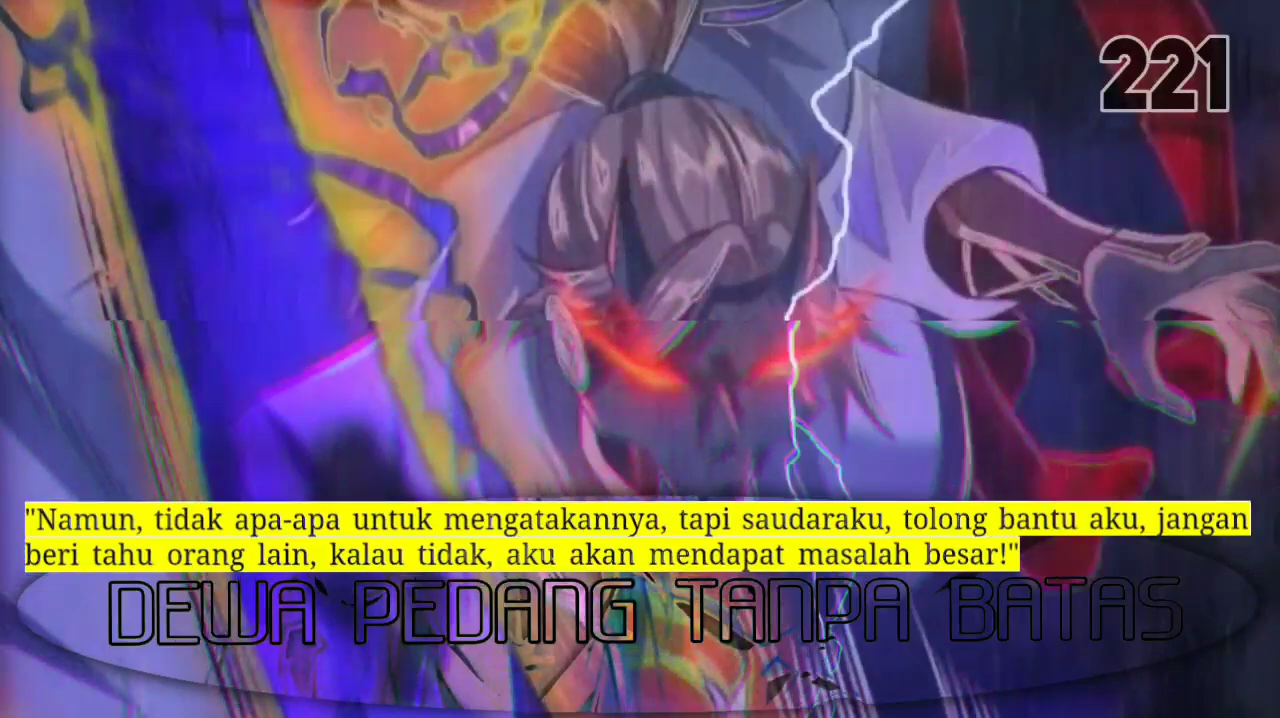 221
"Namun, tidak apa-apa untuk mengatakannya, tapi saudaraku, tolong bantu aku, jangan
beri tahu orang lain, kalau tidak, aku akan mendapat masalah besar!"
DEWA PEDANG TANPA BATAS